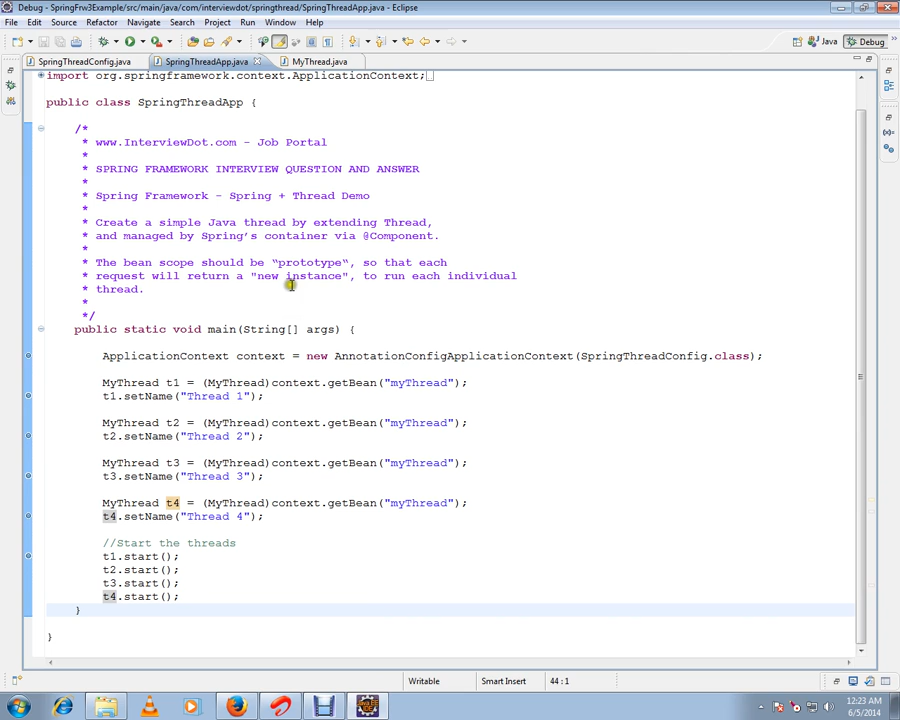 Debug - SpringFrw3Example/src/main/java/com/interviewdot/springthread/SpringThreadApp.java - Eclipse
File Edit Source Refactor Navigate Search Project Run Window Help
Java Debug
SpringThreadConfig.java SpringThreadApp.java MyThread.java
import org.springframework.context.ApplicationContext;
public class SpringThreadApp {
/*
* www.InterviewDot.com - Job Portal
*
* SPRING FRAMEWORK INTERVIEW QUESTION AND ANSWER
*
* Spring Framework - Spring + Thread Demo
*
* Create a simple Java thread by extending Thread,
* and managed by Spring’s container via @Component.
*
* The bean scope should be “prototype“, so that each
* request will return a "new instance", to run each individual
* thread.
*
*/
public static void main(String[] args) {
ApplicationContext context = new AnnotationConfigApplicationContext(SpringThreadConfig.class);
MyThread t1 = (MyThread)context.getBean("myThread");
t1.setName("Thread 1");
MyThread t2 = (MyThread)context.getBean("myThread");
t2.setName("Thread 2");
MyThread t3 = (MyThread)context.getBean("myThread");
t3.setName("Thread 3");
MyThread t4 = (MyThread)context.getBean("myThread");
t4.setName("Thread 4");
//Start the threads
t1.start();
t2.start();
t3.start();
t4.start();
}
}
Writable Smart Insert 44 : 1
12:23 AM
6/5/2014